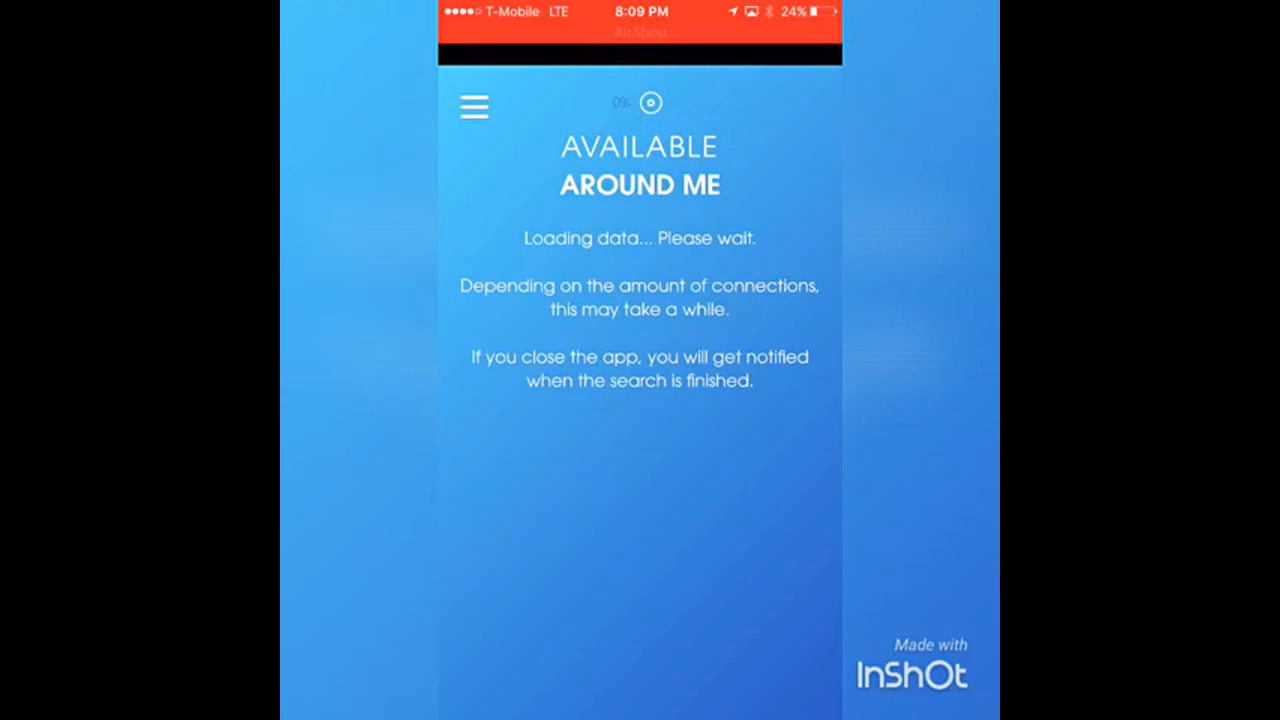 T-Mobile LTE 8:09 PM 24%
AirShou
0%
AVAILABLE
AROUND ME
Loading data... Please wait.
Depending on the amount of connections,
this may take a while.
If you close the app, you will get notified
when the search is finished.
Made with
InShOt